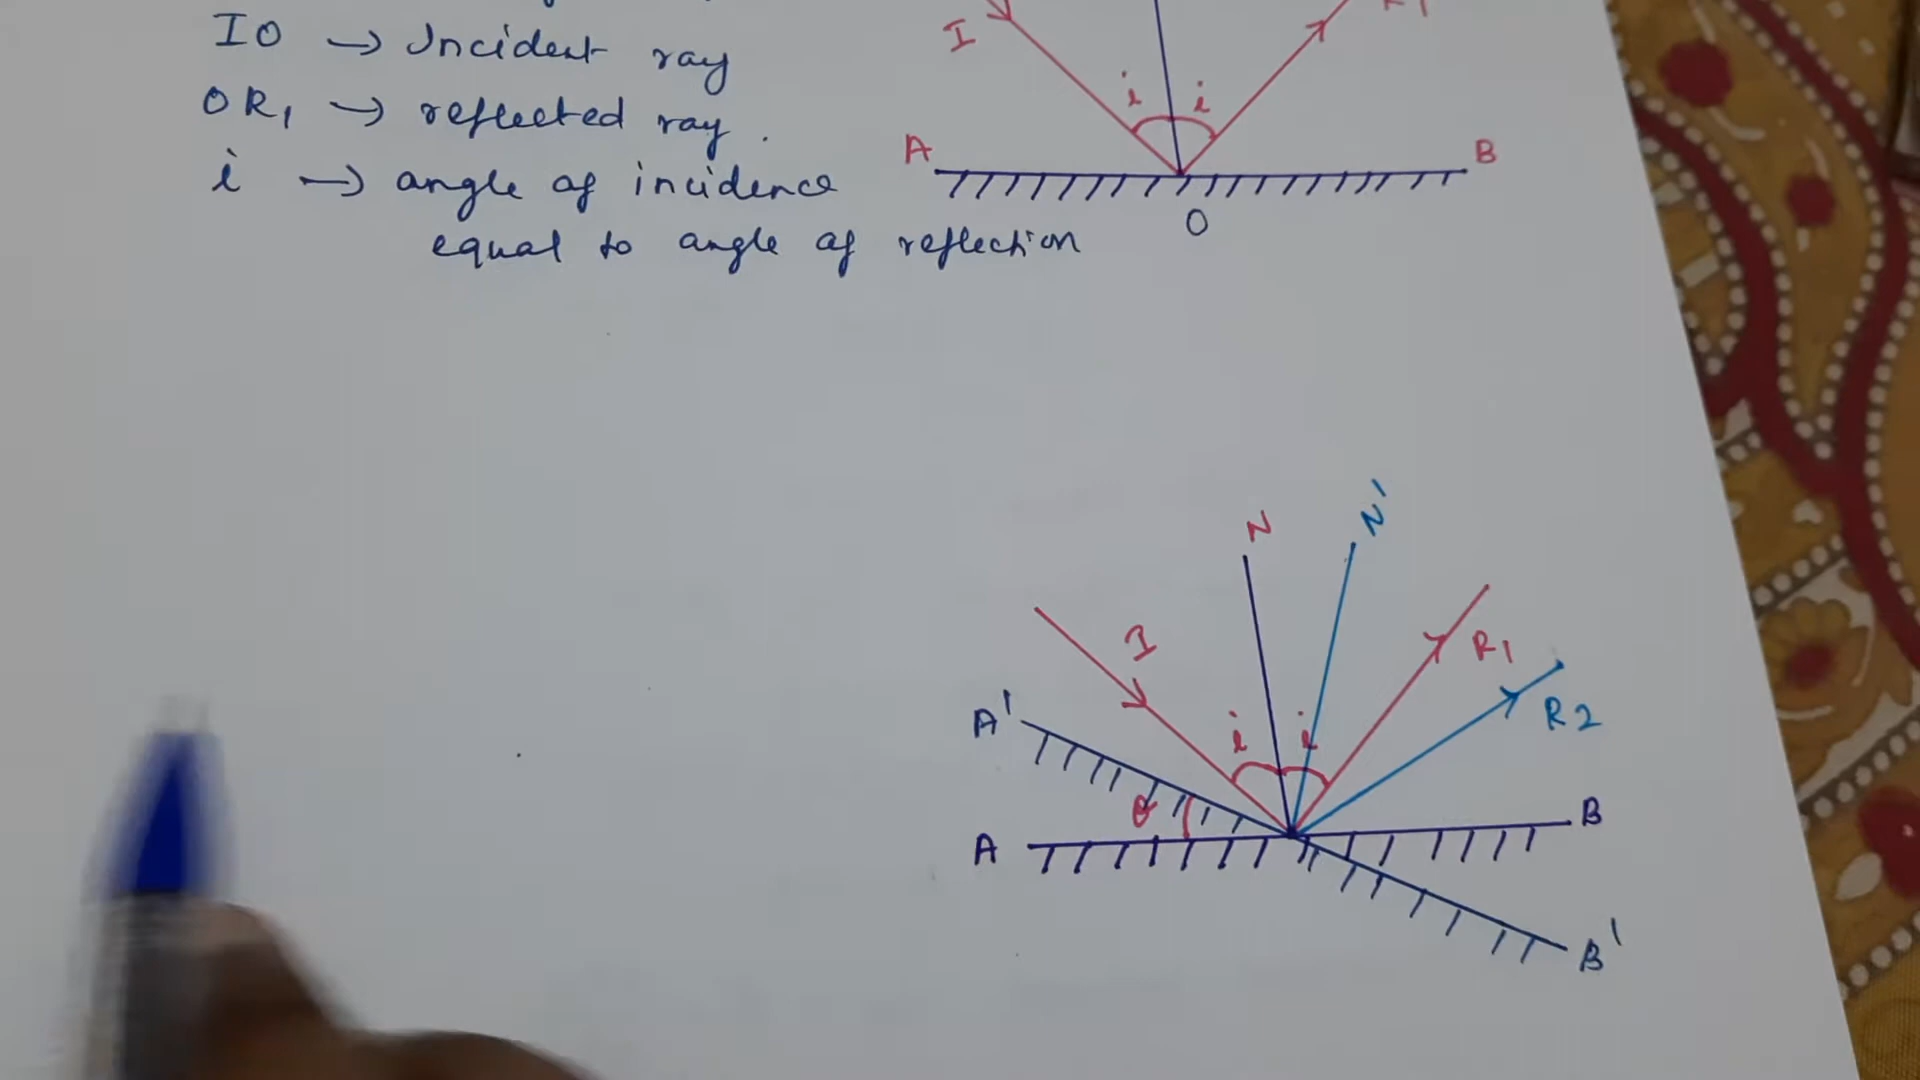 IO → Incident ray
OR1 → reflected ray.
i → angle of incidence
equal to angle of reflection
I
i
i
A
B
O
N
N'
I
R1
A'
i
i
R2
θ
A
B
B'